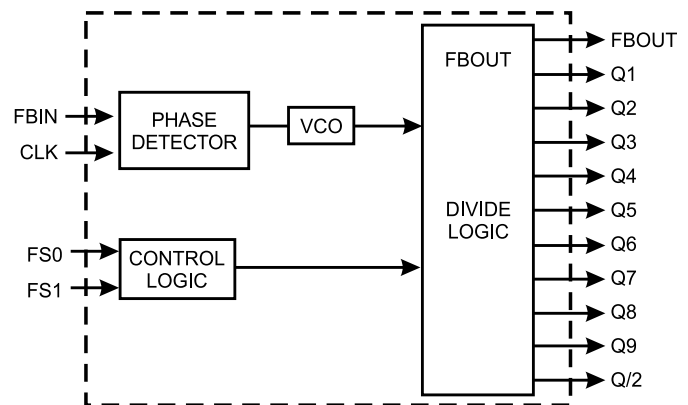 FBIN
CLK
PHASE
DETECTOR
VCO
FS0
FS1
CONTROL
LOGIC
FBOUT
DIVIDE
LOGIC
FBOUT
Q1
Q2
Q3
Q4
Q5
Q6
Q7
Q8
Q9
Q/2